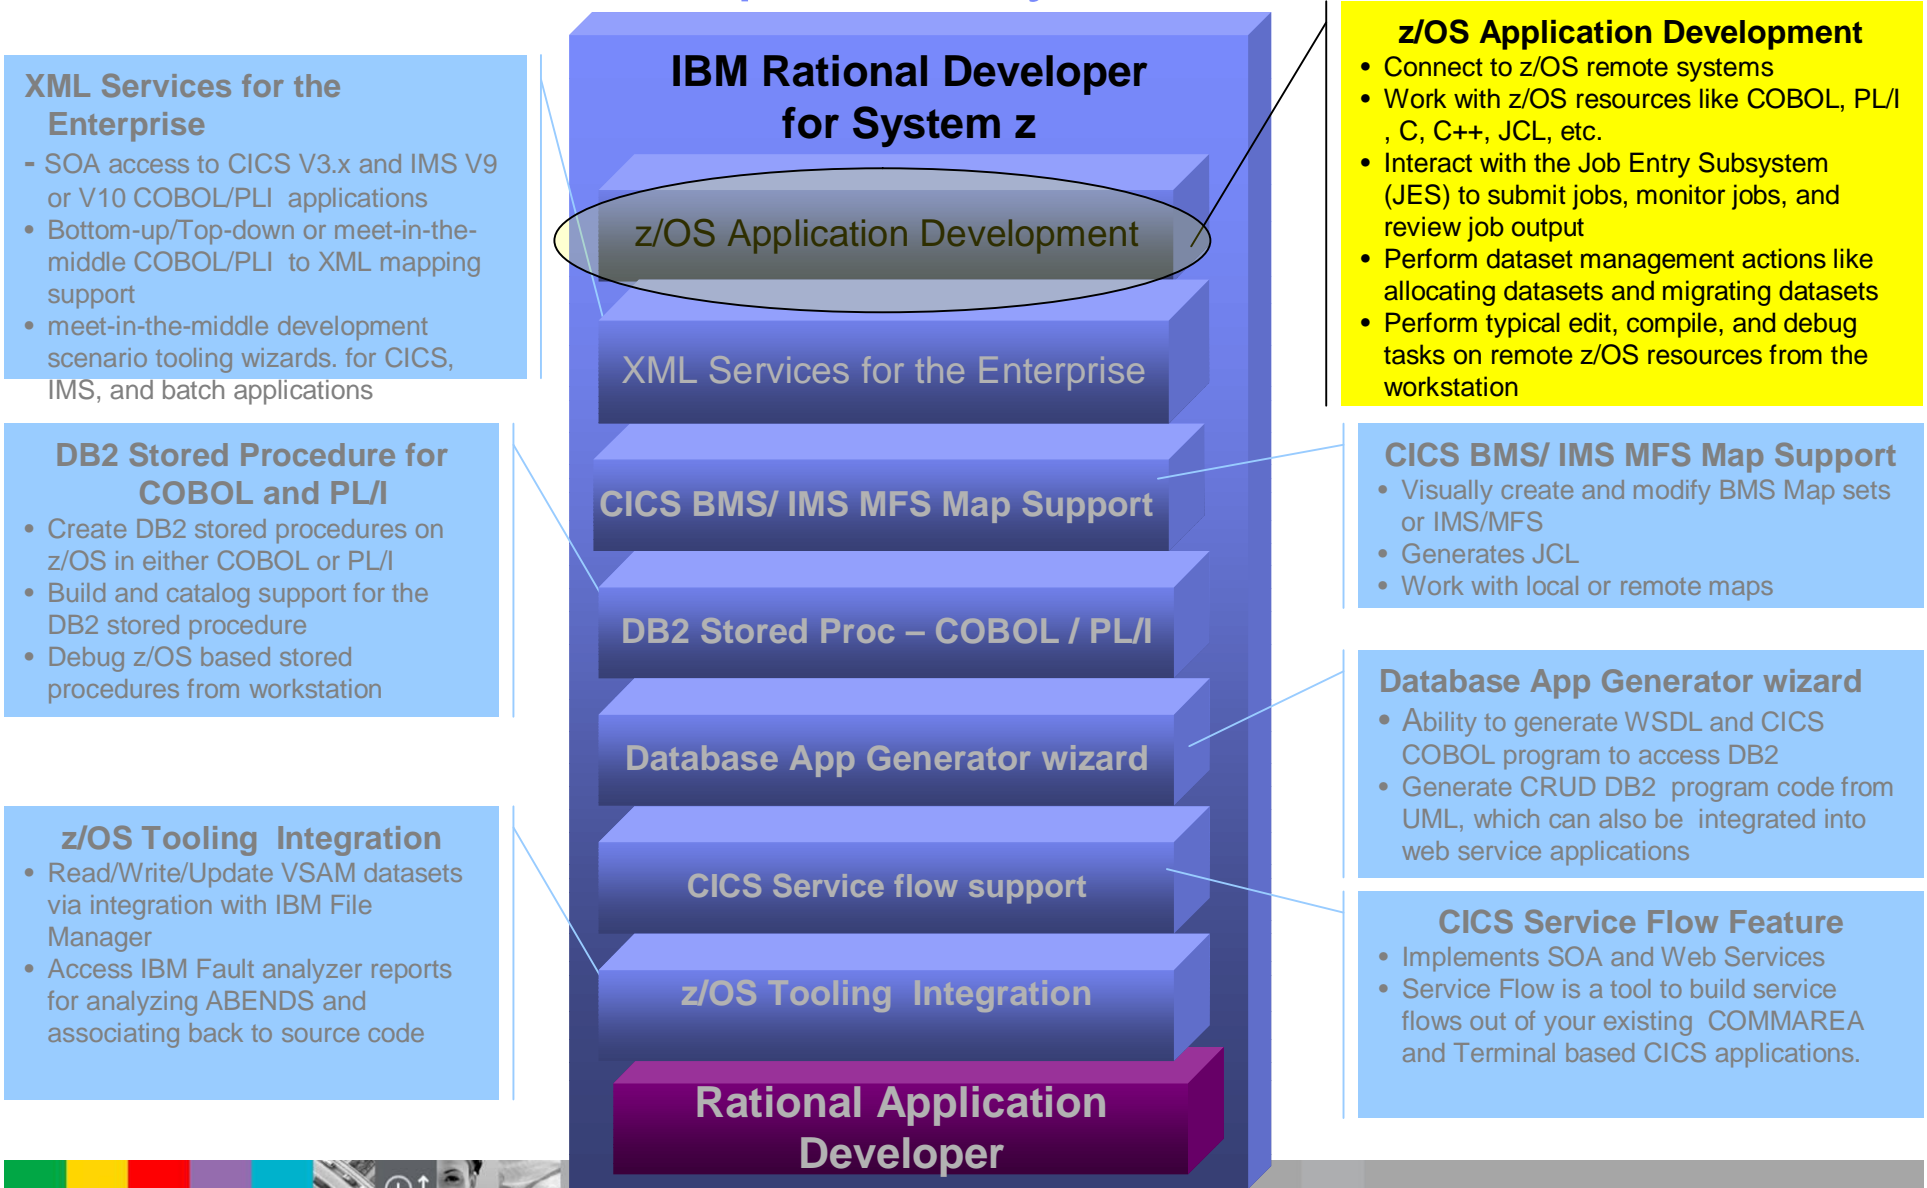 XML Services for the
Enterprise
- SOA access to CICS V3.x and IMS V9
or V10 COBOL/PLI applications
• Bottom-up/Top-down or meet-in-the-
middle COBOL/PLI to XML mapping
support
• meet-in-the-middle development
scenario tooling wizards. for CICS,
IMS, and batch applications
DB2 Stored Procedure for
COBOL and PL/I
• Create DB2 stored procedures on
z/OS in either COBOL or PL/I
• Build and catalog support for the
DB2 stored procedure
• Debug z/OS based stored
procedures from workstation
z/OS Tooling Integration
• Read/Write/Update VSAM datasets
via integration with IBM File
Manager
• Access IBM Fault analyzer reports
for analyzing ABENDS and
associating back to source code
IBM Rational Developer
for System z
z/OS Application Development
XML Services for the Enterprise
CICS BMS/ IMS MFS Map Support
DB2 Stored Proc – COBOL / PL/I
Database App Generator wizard
CICS Service flow support
z/OS Tooling Integration
Rational Application
Developer
z/OS Application Development
• Connect to z/OS remote systems
• Work with z/OS resources like COBOL, PL/I
, C, C++, JCL, etc.
• Interact with the Job Entry Subsystem
(JES) to submit jobs, monitor jobs, and
review job output
• Perform dataset management actions like
allocating datasets and migrating datasets
• Perform typical edit, compile, and debug
tasks on remote z/OS resources from the
workstation
CICS BMS/ IMS MFS Map Support
• Visually create and modify BMS Map sets
or IMS/MFS
• Generates JCL
• Work with local or remote maps
Database App Generator wizard
• Ability to generate WSDL and CICS
COBOL program to access DB2
• Generate CRUD DB2 program code from
UML, which can also be integrated into
web service applications
CICS Service Flow Feature
• Implements SOA and Web Services
• Service Flow is a tool to build service
flows out of your existing COMMAREA
and Terminal based CICS applications.